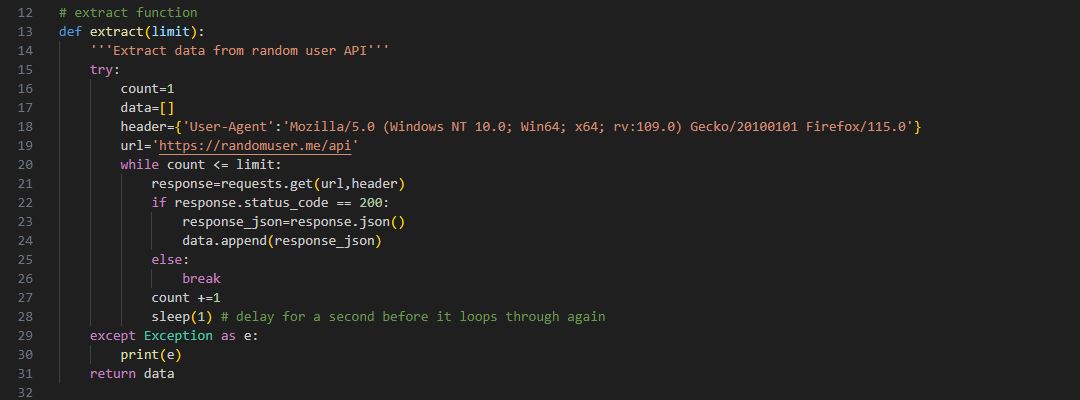 12 # extract function
13 def extract(limit):
14     '''Extract data from random user API'''
15     try:
16         count=1
17         data=[]
18         header={'User-Agent':'Mozilla/5.0 (Windows NT 10.0; Win64; x64; rv:109.0) Gecko/20100101 Firefox/115.0'}
19         url='https://randomuser.me/api'
20         while count <= limit:
21             response=requests.get(url,header)
22             if response.status_code == 200:
23                 response_json=response.json()
24                 data.append(response_json)
25             else:
26                 break
27             count +=1
28             sleep(1) # delay for a second before it loops through again
29     except Exception as e:
30         print(e)
31     return data
32